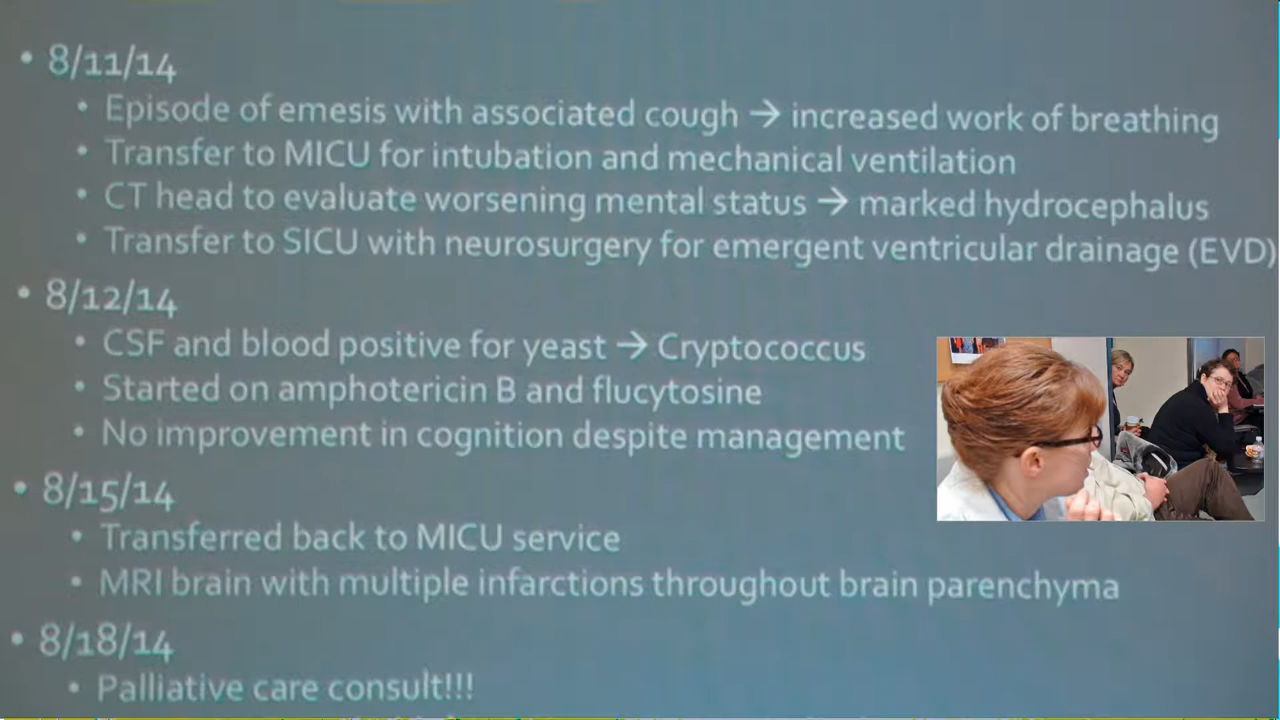 • 8/11/14
• Episode of emesis with associated cough → increased work of breathing
• Transfer to MICU for intubation and mechanical ventilation
• CT head to evaluate worsening mental status → marked hydrocephalus
• Transfer to SICU with neurosurgery for emergent ventricular drainage (EVD)
• 8/12/14
• CSF and blood positive for yeast → Cryptococcus
• Started on amphotericin B and flucytosine
• No improvement in cognition despite management
• 8/15/14
• Transferred back to MICU service
• MRI brain with multiple infarctions throughout brain parenchyma
• 8/18/14
• Palliative care consult!!!